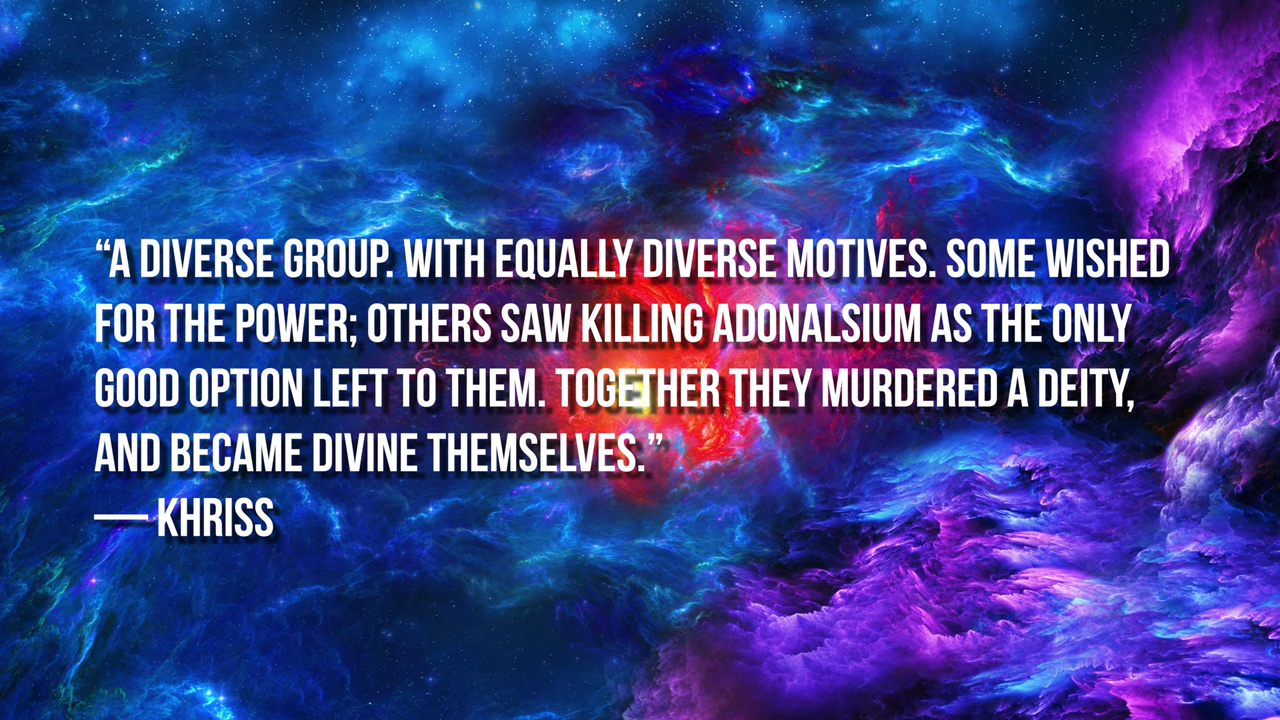 “A DIVERSE GROUP. WITH EQUALLY DIVERSE MOTIVES. SOME WISHED
FOR THE POWER; OTHERS SAW KILLING ADONALSIUM AS THE ONLY
GOOD OPTION LEFT TO THEM. TOGETHER THEY MURDERED A DEITY,
AND BECAME DIVINE THEMSELVES.”
— KHRISS